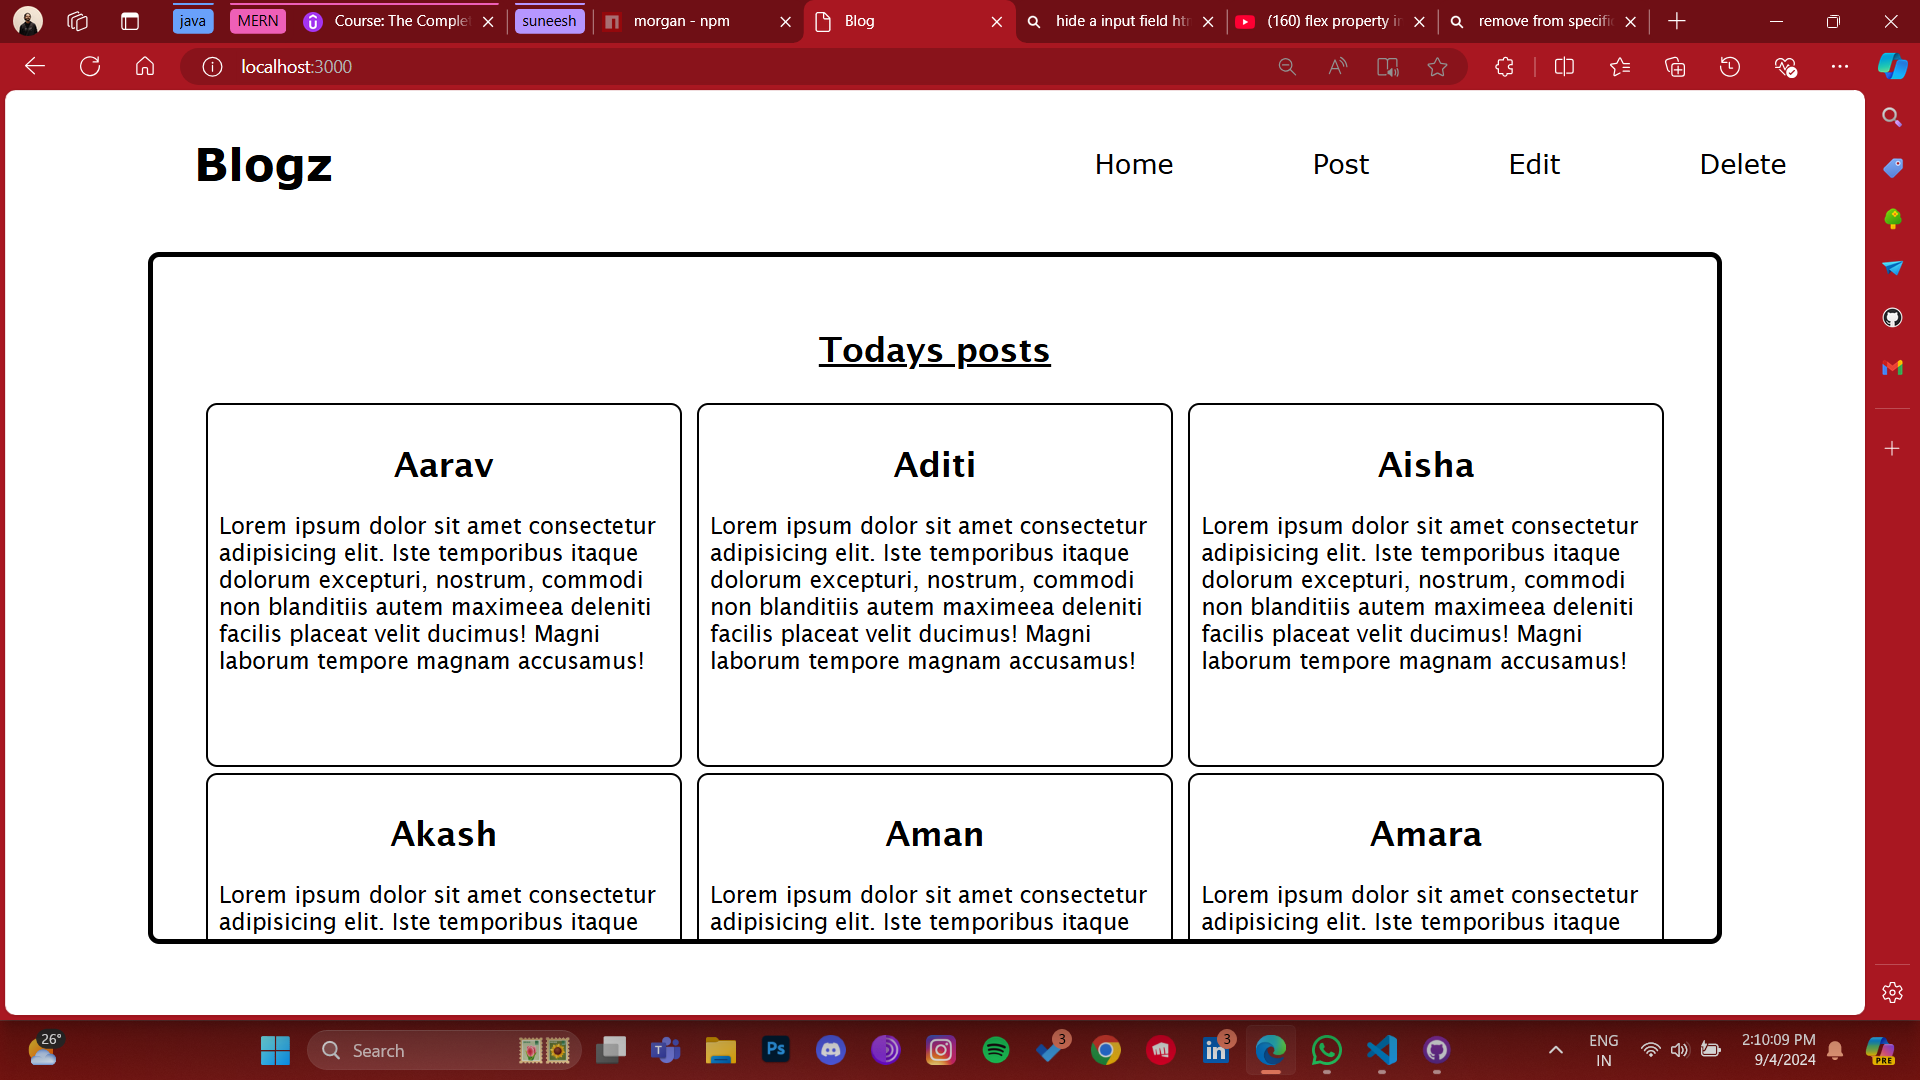 java
MERN
Course: The Complet
suneesh
morgan - npm
Blog
hide a input field htm
(160) flex property in
remove from specific
localhost:3000
Blogz
Home
Post
Edit
Delete
Todays posts
Aarav
Lorem ipsum dolor sit amet consectetur
adipisicing elit. Iste temporibus itaque
dolorum excepturi, nostrum, commodi
non blanditiis autem maximeea deleniti
facilis placeat velit ducimus! Magni
laborum tempore magnam accusamus!
Aditi
Lorem ipsum dolor sit amet consectetur
adipisicing elit. Iste temporibus itaque
dolorum excepturi, nostrum, commodi
non blanditiis autem maximeea deleniti
facilis placeat velit ducimus! Magni
laborum tempore magnam accusamus!
Aisha
Lorem ipsum dolor sit amet consectetur
adipisicing elit. Iste temporibus itaque
dolorum excepturi, nostrum, commodi
non blanditiis autem maximeea deleniti
facilis placeat velit ducimus! Magni
laborum tempore magnam accusamus!
Akash
Lorem ipsum dolor sit amet consectetur
adipisicing elit. Iste temporibus itaque
Aman
Lorem ipsum dolor sit amet consectetur
adipisicing elit. Iste temporibus itaque
Amara
Lorem ipsum dolor sit amet consectetur
adipisicing elit. Iste temporibus itaque
26°
Search
Ps
3
3
ENG
IN
2:10:09 PM
9/4/2024
PRE